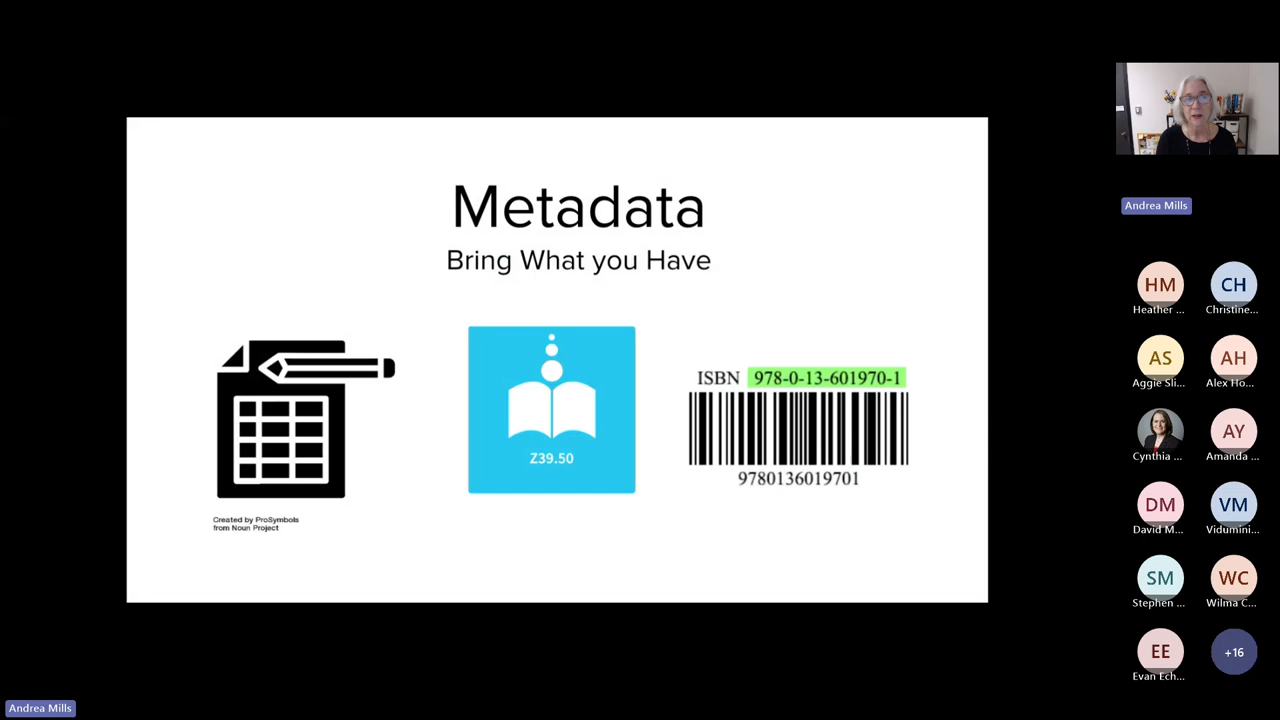 Metadata
Bring What you Have
ISBN 978-0-13-601970-1
Z39.50
9780136019701
Created by ProSymbols
from Noun Project
Andrea Mills
HM
Heather ...
CH
Christine...
AS
Aggie Sli...
AH
Alex Ho...
Cynthia ...
AY
Amanda ...
DM
David M...
VM
Vidumini...
SM
Stephen ...
WC
Wilma C...
EE
Evan Ech...
+16
Andrea Mills